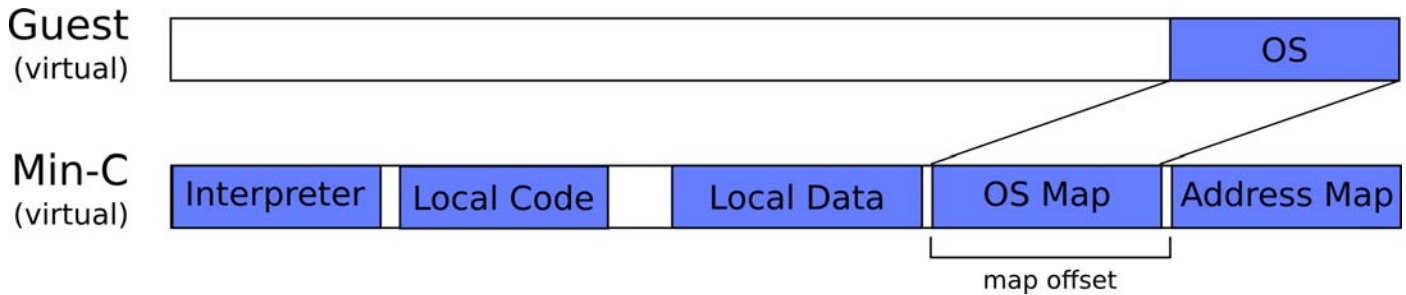 Guest
(virtual)
OS
Min-C
(virtual)
Interpreter
Local Code
Local Data
OS Map
Address Map
map offset